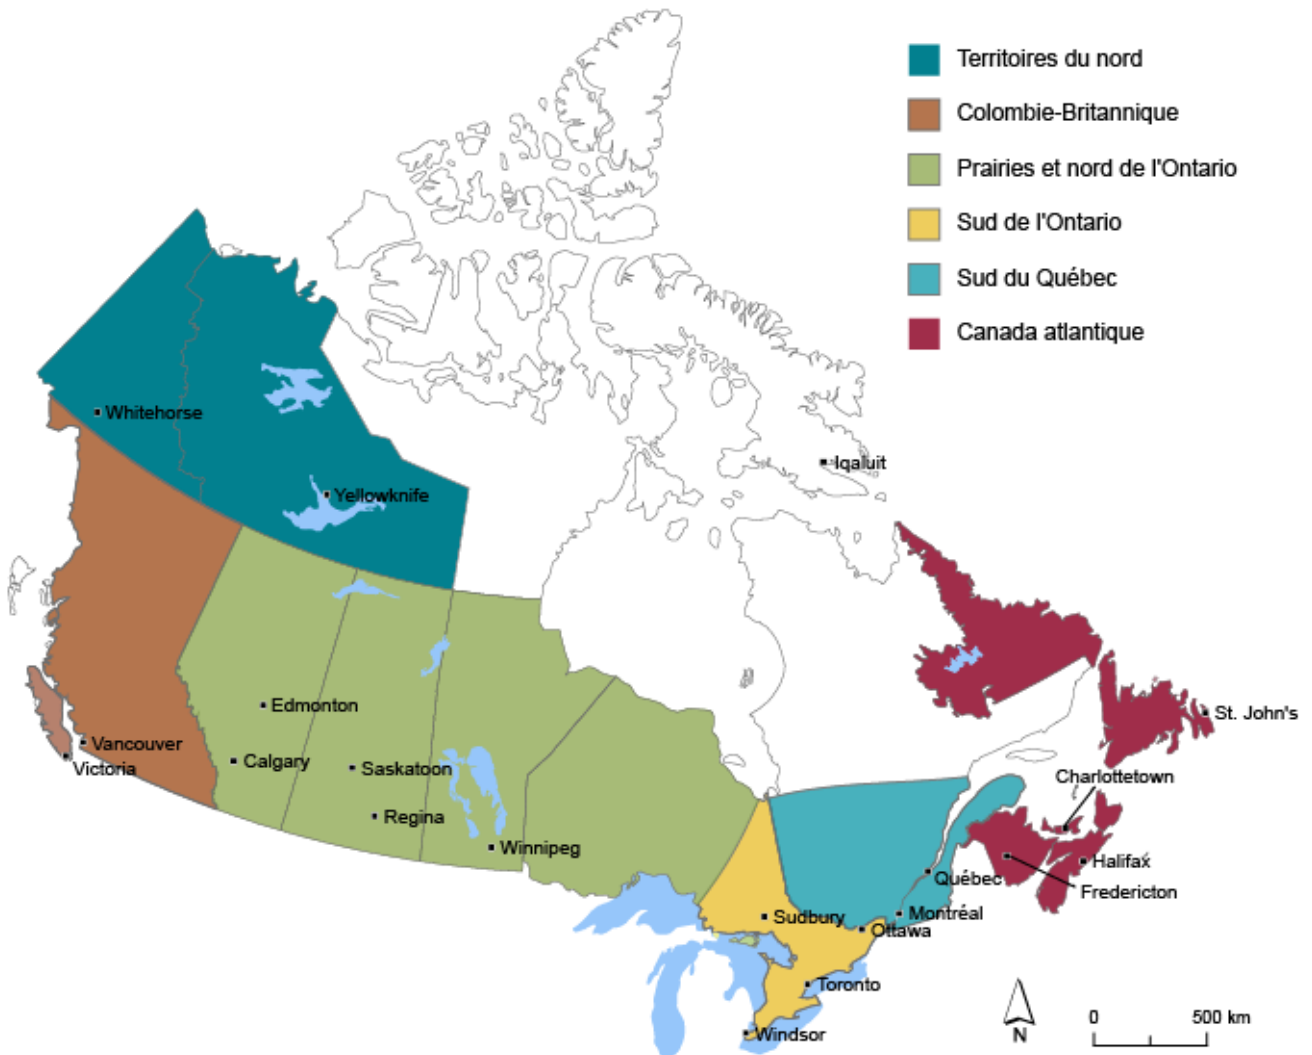 Territoires du nord
Colombie-Britannique
Prairies et nord de l'Ontario
Sud de l'Ontario
Sud du Québec
Canada atlantique
Whitehorse
Iqaluit
Yellowknife
Edmonton
St. John's
Vancouver
Calgary
Victoria
Saskatoon
Charlottetown
Regina
Winnipeg
Halifax
Québec
Fredericton
Sudbury
Montréal
Ottawa
Toronto
Windsor
N
0 500 km